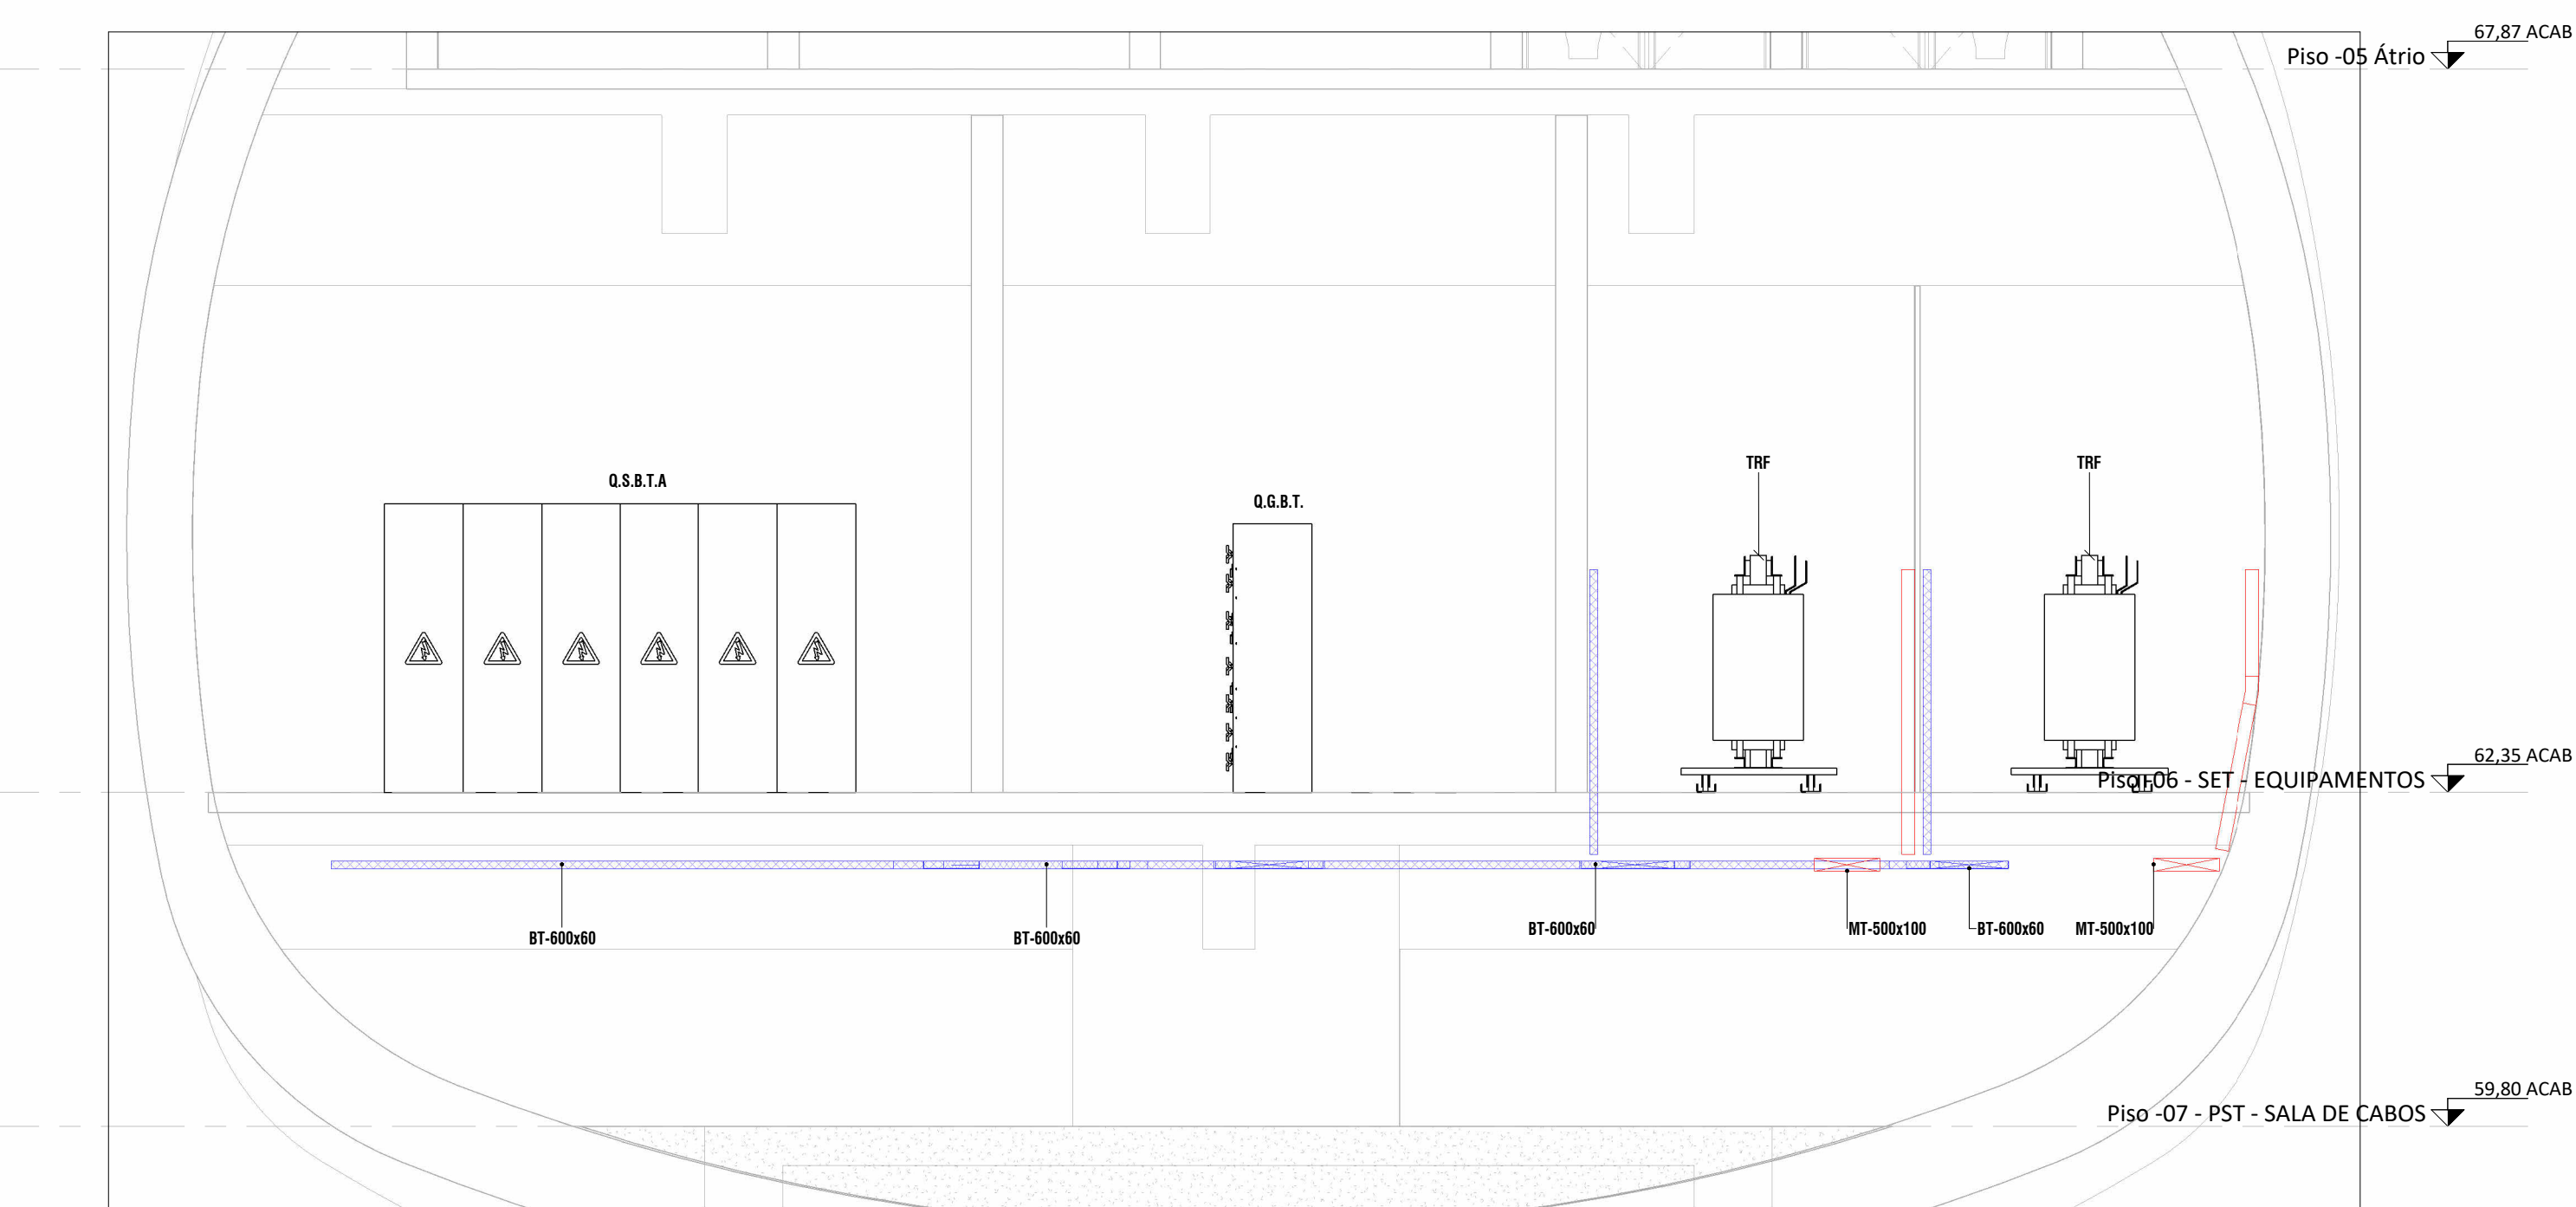 67,87 ACAB
Piso -05 Átrio
TRF
TRF
Q.S.B.T.A
Q.G.B.T.
62,35 ACAB
Piso -06 - SET - EQUIPAMENTOS
BT-600x60
BT-600x60
BT-600x60
MT-500x100
BT-600x60
MT-500x100
59,80 ACAB
Piso -07 - PST - SALA DE CABOS